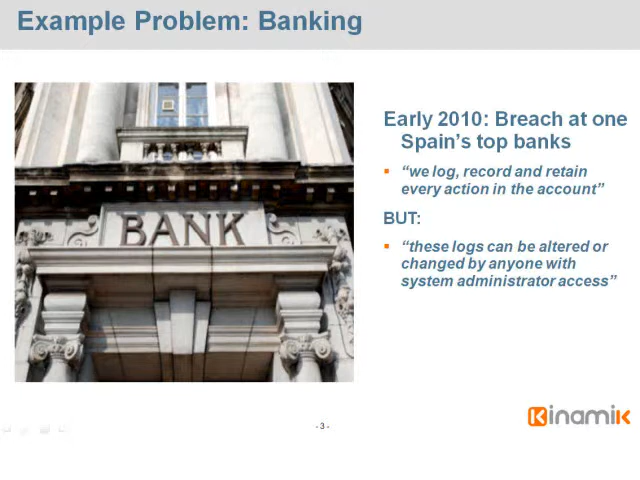 Example Problem: Banking
BANK
Early 2010: Breach at one
Spain's top banks
▪ “we log, record and retain
every action in the account”
BUT:
▪ “these logs can be altered or
changed by anyone with
system administrator access”
- 3 -
Kinamik